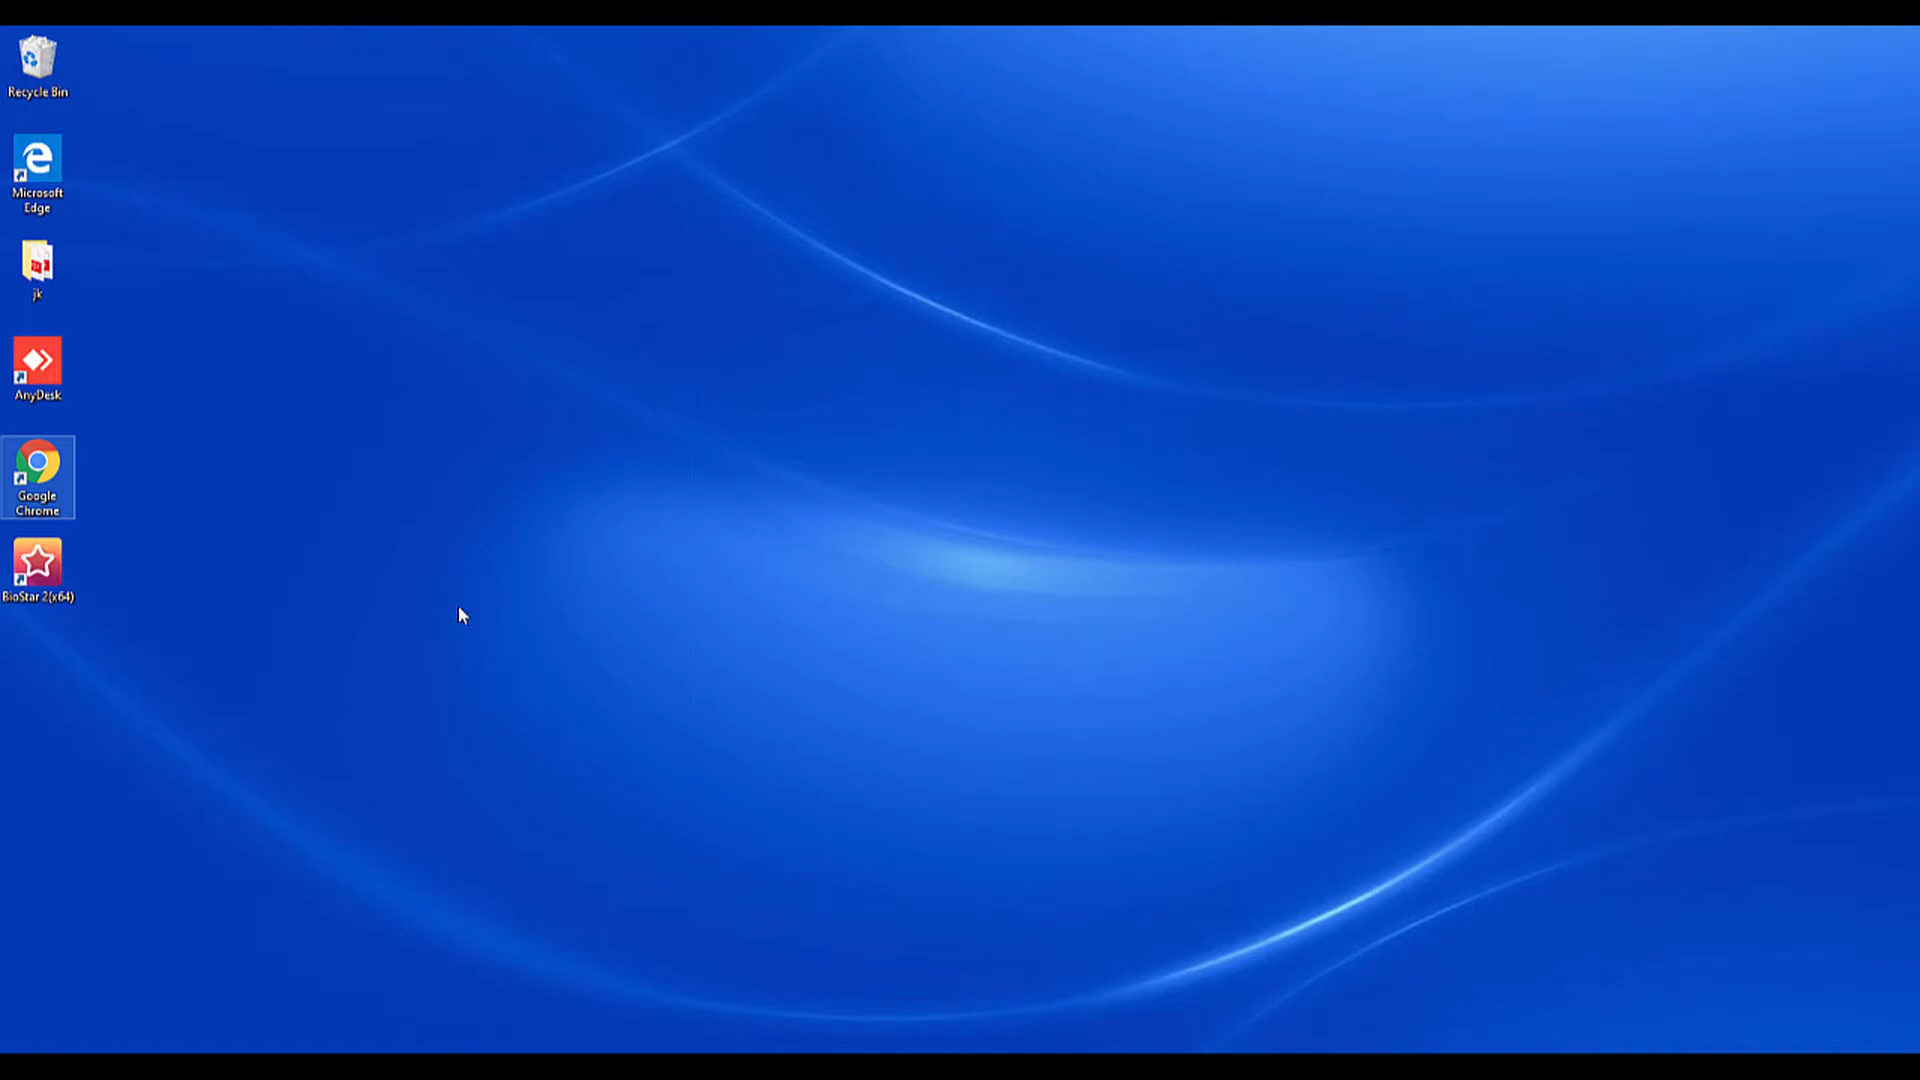 Recycle Bin
Microsoft
Edge
jk
AnyDesk
Google
Chrome
BioStar 2(x64)